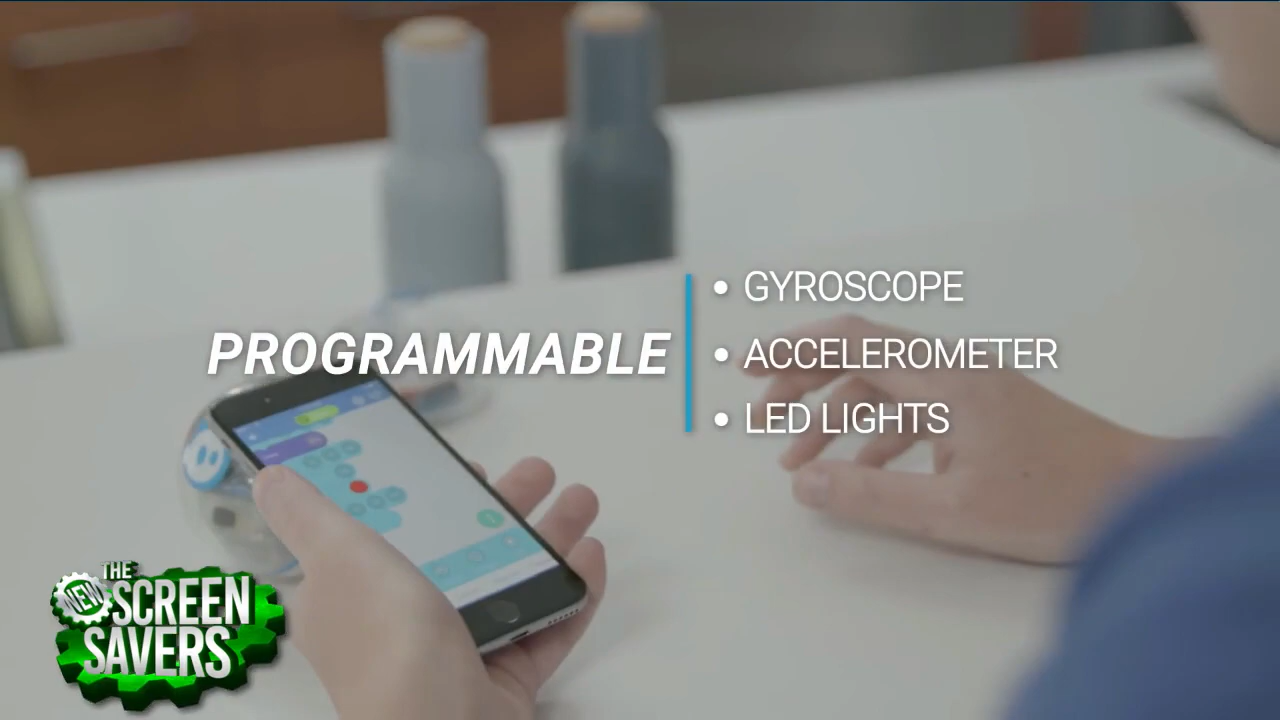 PROGRAMMABLE
• GYROSCOPE
• ACCELEROMETER
• LED LIGHTS
THE
NEW
SCREEN
SAVERS